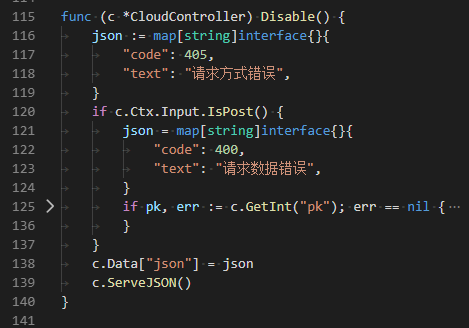 115 func (c *CloudController) Disable() {
116 json := map[string]interface{}{
117 "code": 405,
118 "text": "请求方式错误",
119 }
120 if c.Ctx.Input.IsPost() {
121 json = map[string]interface{}{
122 "code": 400,
123 "text": "请求数据错误",
124 }
125 if pk, err := c.GetInt("pk"); err == nil {⋯
136 }
137 }
138 c.Data["json"] = json
139 c.ServeJSON()
140 }
141